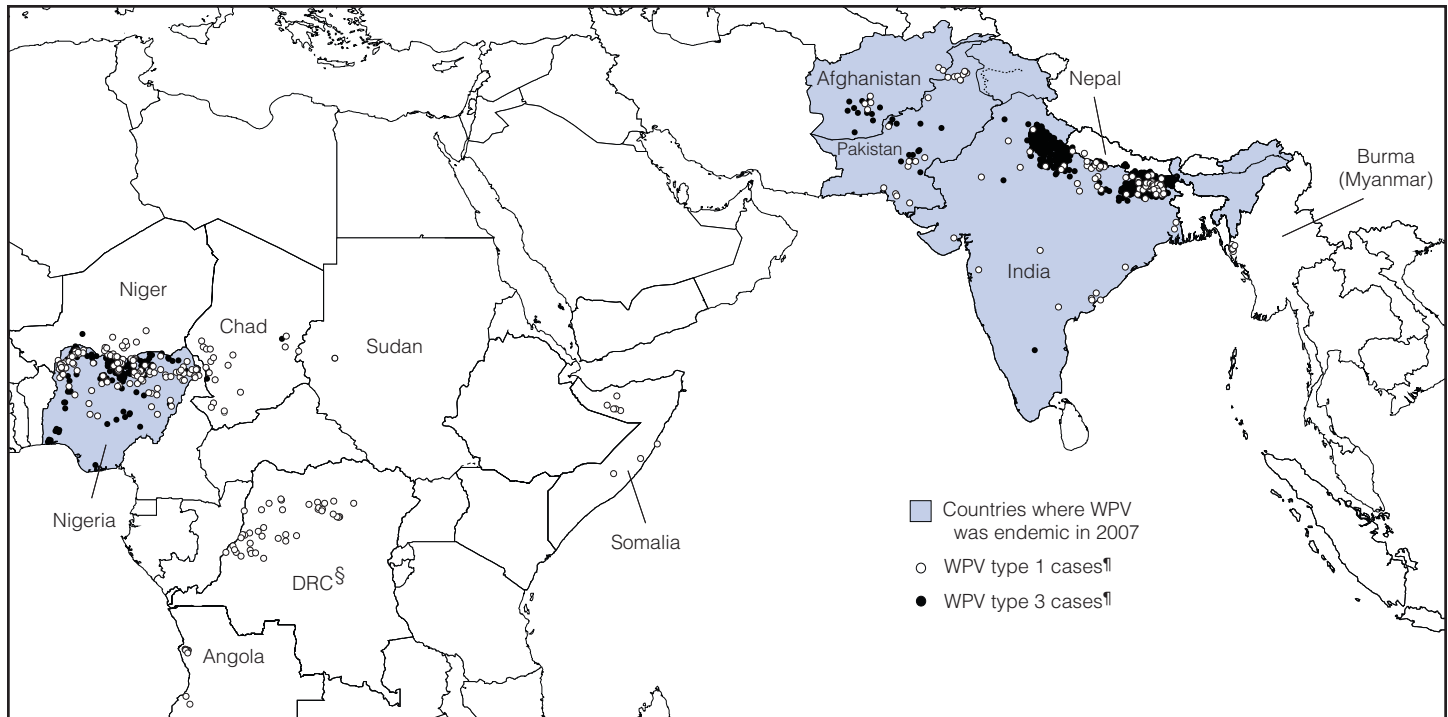 Afghanistan
Nepal
Pakistan
Burma
(Myanmar)
India
Niger
Chad
Sudan
Nigeria
Somalia
DRC§
Angola
Countries where WPV
was endemic in 2007
WPV type 1 cases¶
WPV type 3 cases¶